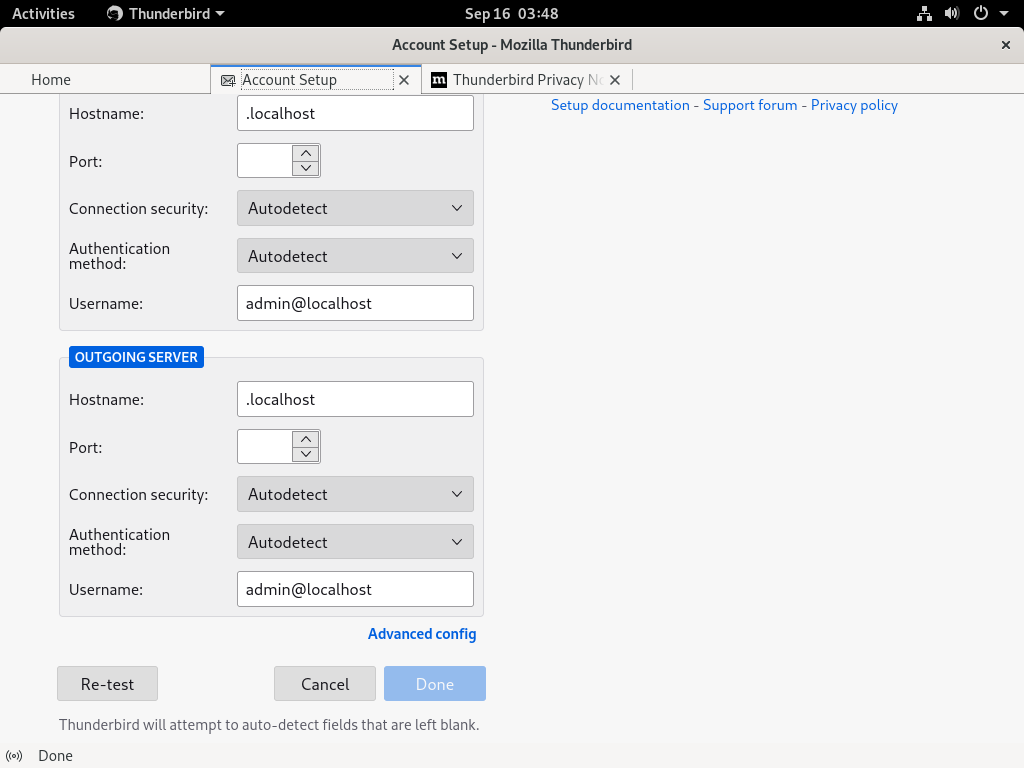 Activities Thunderbird Sep 16 03:48
Account Setup - Mozilla Thunderbird
Home Account Setup Thunderbird Privacy No
Setup documentation - Support forum - Privacy policy
Hostname: .localhost
Port:
Connection security: Autodetect
Authentication
method: Autodetect
Username: admin@localhost
OUTGOING SERVER
Hostname: .localhost
Port:
Connection security: Autodetect
Authentication
method: Autodetect
Username: admin@localhost
Advanced config
Re-test Cancel Done
Thunderbird will attempt to auto-detect fields that are left blank.
Done